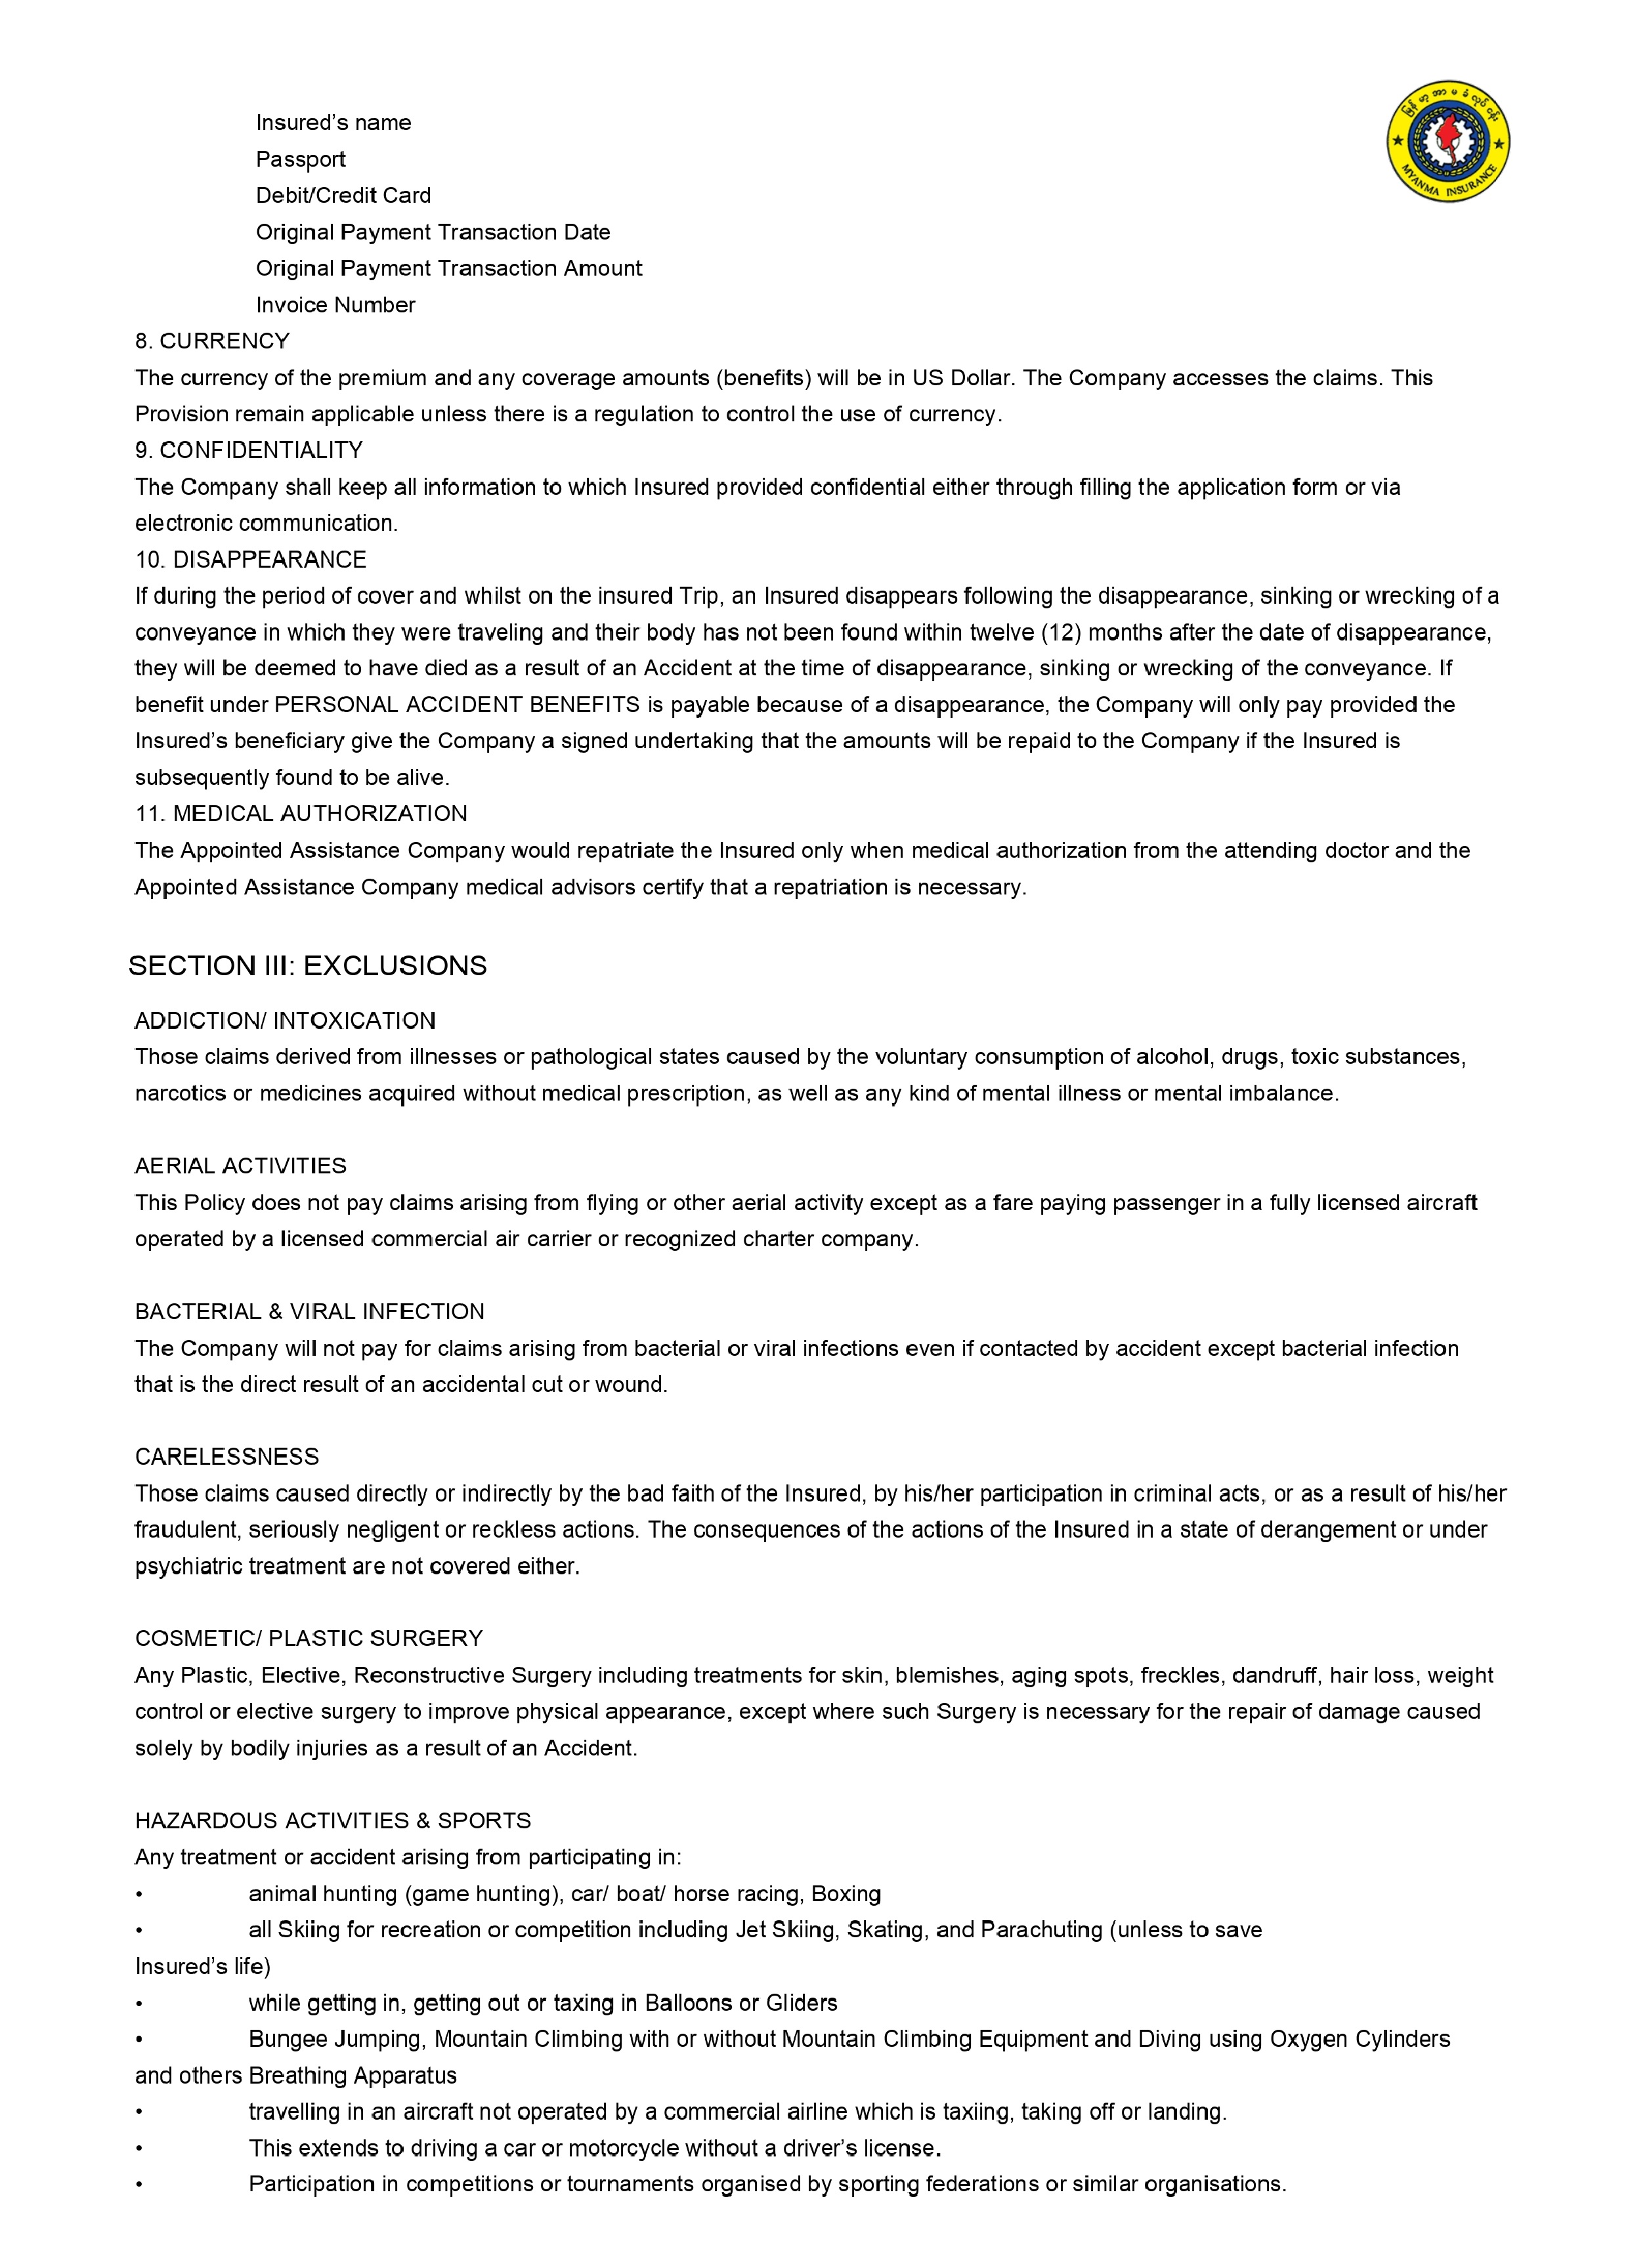 Insured’s name
Passport
Debit/Credit Card
Original Payment Transaction Date
Original Payment Transaction Amount
Invoice Number
မြန်မာ့အာမခံလုပ်ငန်း
MYANMA INSURANCE
8. CURRENCY
The currency of the premium and any coverage amounts (benefits) will be in US Dollar. The Company accesses the claims. This
Provision remain applicable unless there is a regulation to control the use of currency.
9. CONFIDENTIALITY
The Company shall keep all information to which Insured provided confidential either through filling the application form or via
electronic communication.
10. DISAPPEARANCE
If during the period of cover and whilst on the insured Trip, an Insured disappears following the disappearance, sinking or wrecking of a
conveyance in which they were traveling and their body has not been found within twelve (12) months after the date of disappearance,
they will be deemed to have died as a result of an Accident at the time of disappearance, sinking or wrecking of the conveyance. If
benefit under PERSONAL ACCIDENT BENEFITS is payable because of a disappearance, the Company will only pay provided the
Insured’s beneficiary give the Company a signed undertaking that the amounts will be repaid to the Company if the Insured is
subsequently found to be alive.
11. MEDICAL AUTHORIZATION
The Appointed Assistance Company would repatriate the Insured only when medical authorization from the attending doctor and the
Appointed Assistance Company medical advisors certify that a repatriation is necessary.
SECTION III: EXCLUSIONS
ADDICTION/ INTOXICATION
Those claims derived from illnesses or pathological states caused by the voluntary consumption of alcohol, drugs, toxic substances,
narcotics or medicines acquired without medical prescription, as well as any kind of mental illness or mental imbalance.
AERIAL ACTIVITIES
This Policy does not pay claims arising from flying or other aerial activity except as a fare paying passenger in a fully licensed aircraft
operated by a licensed commercial air carrier or recognized charter company.
BACTERIAL & VIRAL INFECTION
The Company will not pay for claims arising from bacterial or viral infections even if contacted by accident except bacterial infection
that is the direct result of an accidental cut or wound.
CARELESSNESS
Those claims caused directly or indirectly by the bad faith of the Insured, by his/her participation in criminal acts, or as a result of his/her
fraudulent, seriously negligent or reckless actions. The consequences of the actions of the Insured in a state of derangement or under
psychiatric treatment are not covered either.
COSMETIC/ PLASTIC SURGERY
Any Plastic, Elective, Reconstructive Surgery including treatments for skin, blemishes, aging spots, freckles, dandruff, hair loss, weight
control or elective surgery to improve physical appearance, except where such Surgery is necessary for the repair of damage caused
solely by bodily injuries as a result of an Accident.
HAZARDOUS ACTIVITIES & SPORTS
Any treatment or accident arising from participating in:
• animal hunting (game hunting), car/ boat/ horse racing, Boxing
• all Skiing for recreation or competition including Jet Skiing, Skating, and Parachuting (unless to save
Insured’s life)
• while getting in, getting out or taxing in Balloons or Gliders
• Bungee Jumping, Mountain Climbing with or without Mountain Climbing Equipment and Diving using Oxygen Cylinders
and others Breathing Apparatus
• travelling in an aircraft not operated by a commercial airline which is taxiing, taking off or landing.
• This extends to driving a car or motorcycle without a driver’s license.
• Participation in competitions or tournaments organised by sporting federations or similar organisations.